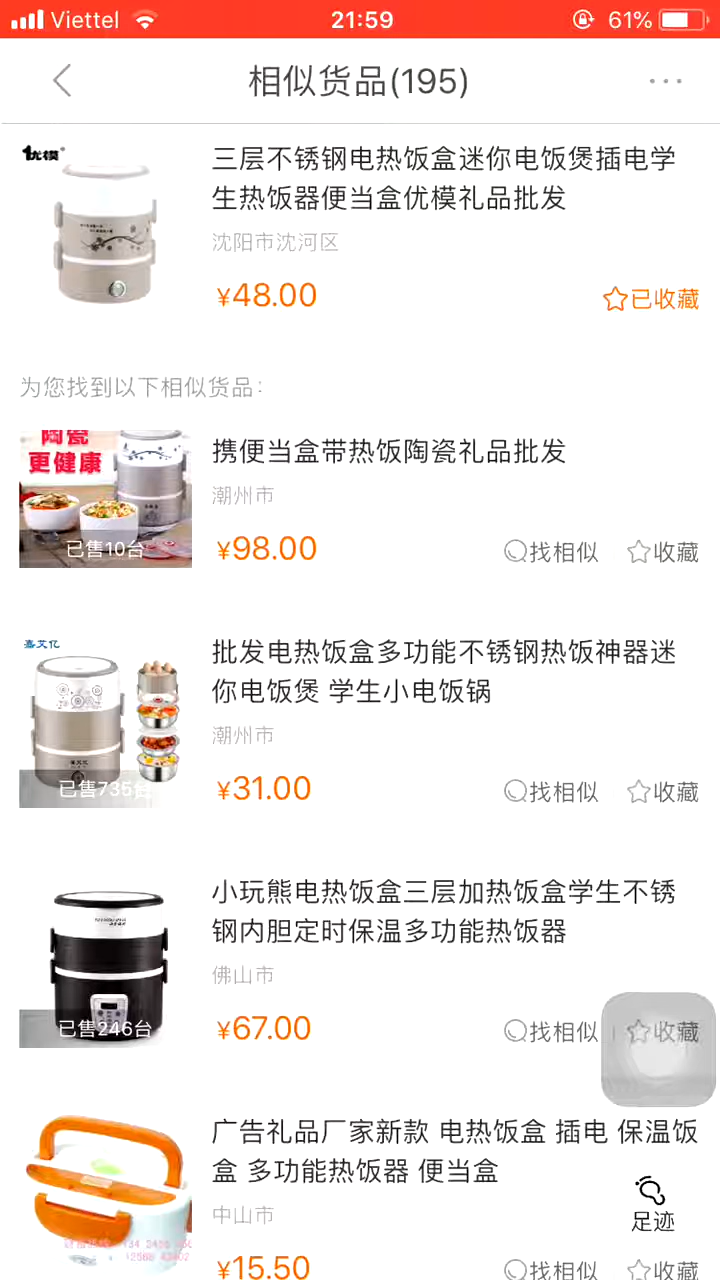 Viettel
21:59
61%
相似货品(195)
优模
三层不锈钢电热饭盒迷你电饭煲插电学
生热饭器便当盒优模礼品批发
沈阳市沈河区
¥48.00
已收藏
为您找到以下相似货品:
陶瓷
更健康
已售10台
携便当盒带热饭陶瓷礼品批发
潮州市
¥98.00
找相似
收藏
嘉艾亿
已售735台
批发电热饭盒多功能不锈钢热饭神器迷
你电饭煲 学生小电饭锅
潮州市
¥31.00
找相似
收藏
已售246台
小玩熊电热饭盒三层加热饭盒学生不锈
钢内胆定时保温多功能热饭器
佛山市
¥67.00
找相似
收藏
广告礼品厂家新款 电热饭盒 插电 保温饭
盒 多功能热饭器 便当盒
中山市
足迹
¥15.50
找相似
收藏